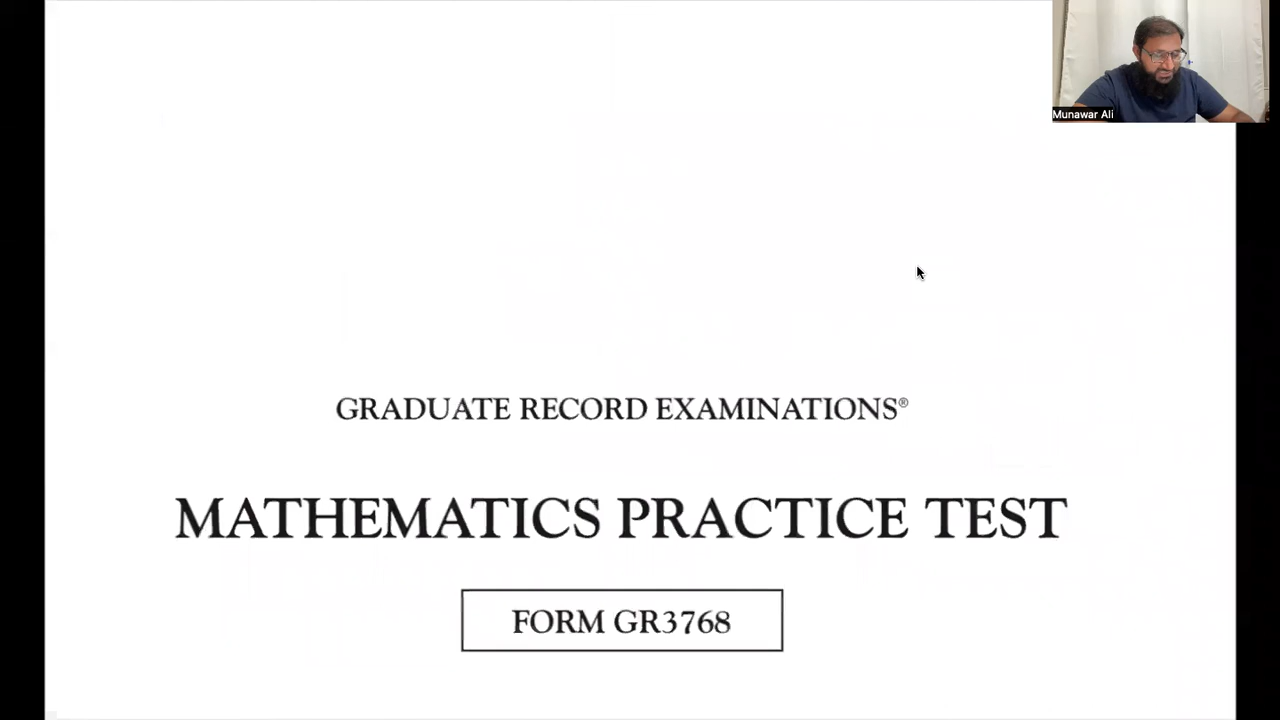 Munawar Ali
GRADUATE RECORD EXAMINATIONS®
MATHEMATICS PRACTICE TEST
FORM GR3768